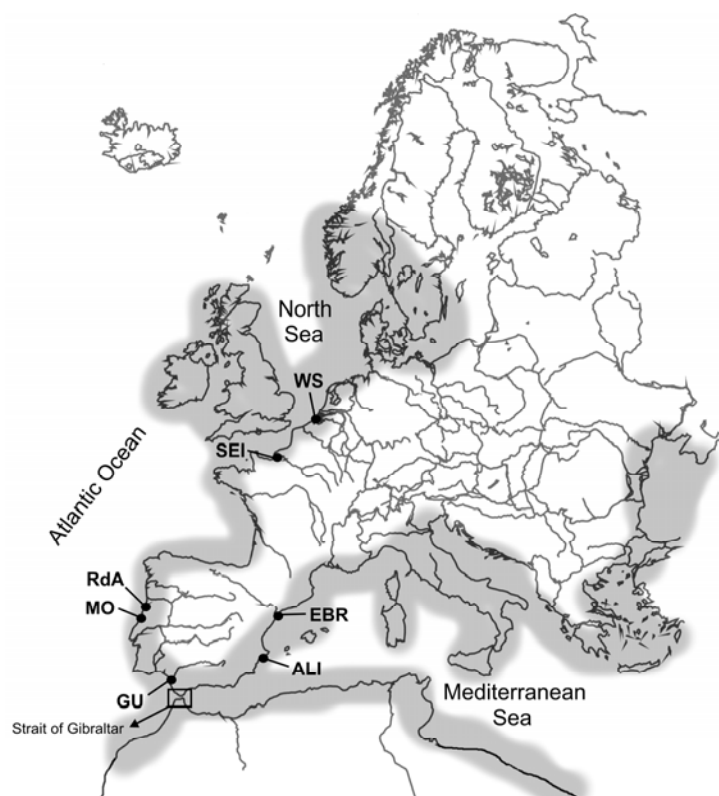 North
Sea
WS
SEI
Atlantic Ocean
RdA
MO
EBR
ALI
GU
Mediterranean
Sea
Strait of Gibraltar